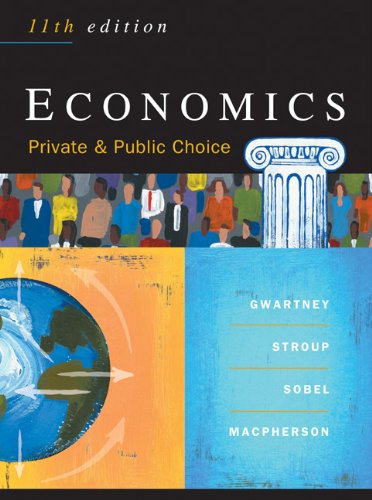 11th edition
ECONOMICS
Private & Public Choice
GWARTNEY
STROUP
SOBEL
MACPHERSON